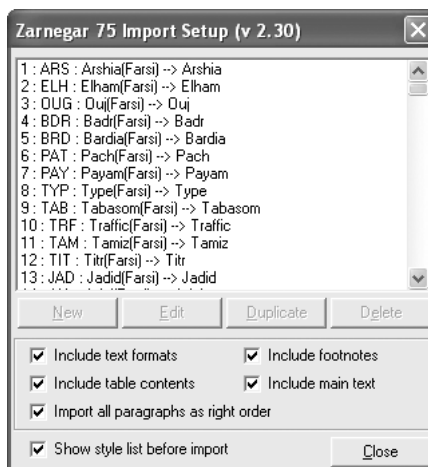 Zarnegar 75 Import Setup (v 2.30)
1 : ARS : Arshia(Farsi) --> Arshia
2 : ELH : Elham(Farsi) --> Elham
3 : OUG : Ouj(Farsi) --> Ouj
4 : BDR : Badr(Farsi) --> Badr
5 : BRD : Bardia(Farsi) --> Bardia
6 : PAT : Pach(Farsi) --> Pach
7 : PAY : Payam(Farsi) --> Payam
8 : TYP : Type(Farsi) --> Type
9 : TAB : Tabasom(Farsi) --> Tabasom
10 : TRF : Traffic(Farsi) --> Traffic
11 : TAM : Tamiz(Farsi) --> Tamiz
12 : TIT : Titr(Farsi) --> Titr
13 : JAD : Jadid(Farsi) --> Jadid
New Edit Duplicate Delete
Include text formats Include footnotes
Include table contents Include main text
Import all paragraphs as right order
Show style list before import Close